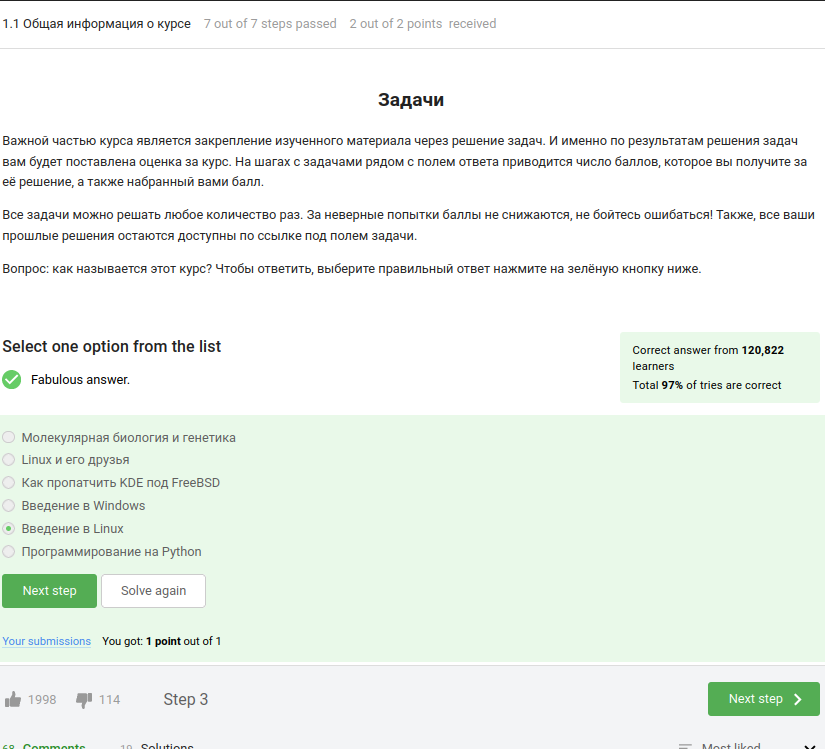 1.1 Общая информация о курсе 7 out of 7 steps passed 2 out of 2 points received
Задачи
Важной частью курса является закрепление изученного материала через решение задач. И именно по результатам решения задач
вам будет поставлена оценка за курс. На шагах с задачами рядом с полем ответа приводится число баллов, которое вы получите за
её решение, а также набранный вами балл.
Все задачи можно решать любое количество раз. За неверные попытки баллы не снижаются, не бойтесь ошибаться! Также, все ваши
прошлые решения остаются доступны по ссылке под полем задачи.
Вопрос: как называется этот курс? Чтобы ответить, выберите правильный ответ нажмите на зелёную кнопку ниже.
Select one option from the list
Fabulous answer.
Correct answer from 120,822
learners
Total 97% of tries are correct
Молекулярная биология и генетика
Linux и его друзья
Как пропатчить KDE под FreeBSD
Введение в Windows
Введение в Linux
Программирование на Python
Next step Solve again
Your submissions You got: 1 point out of 1
1998 114 Step 3 Next step
68 Comments 19 Solutions Most liked